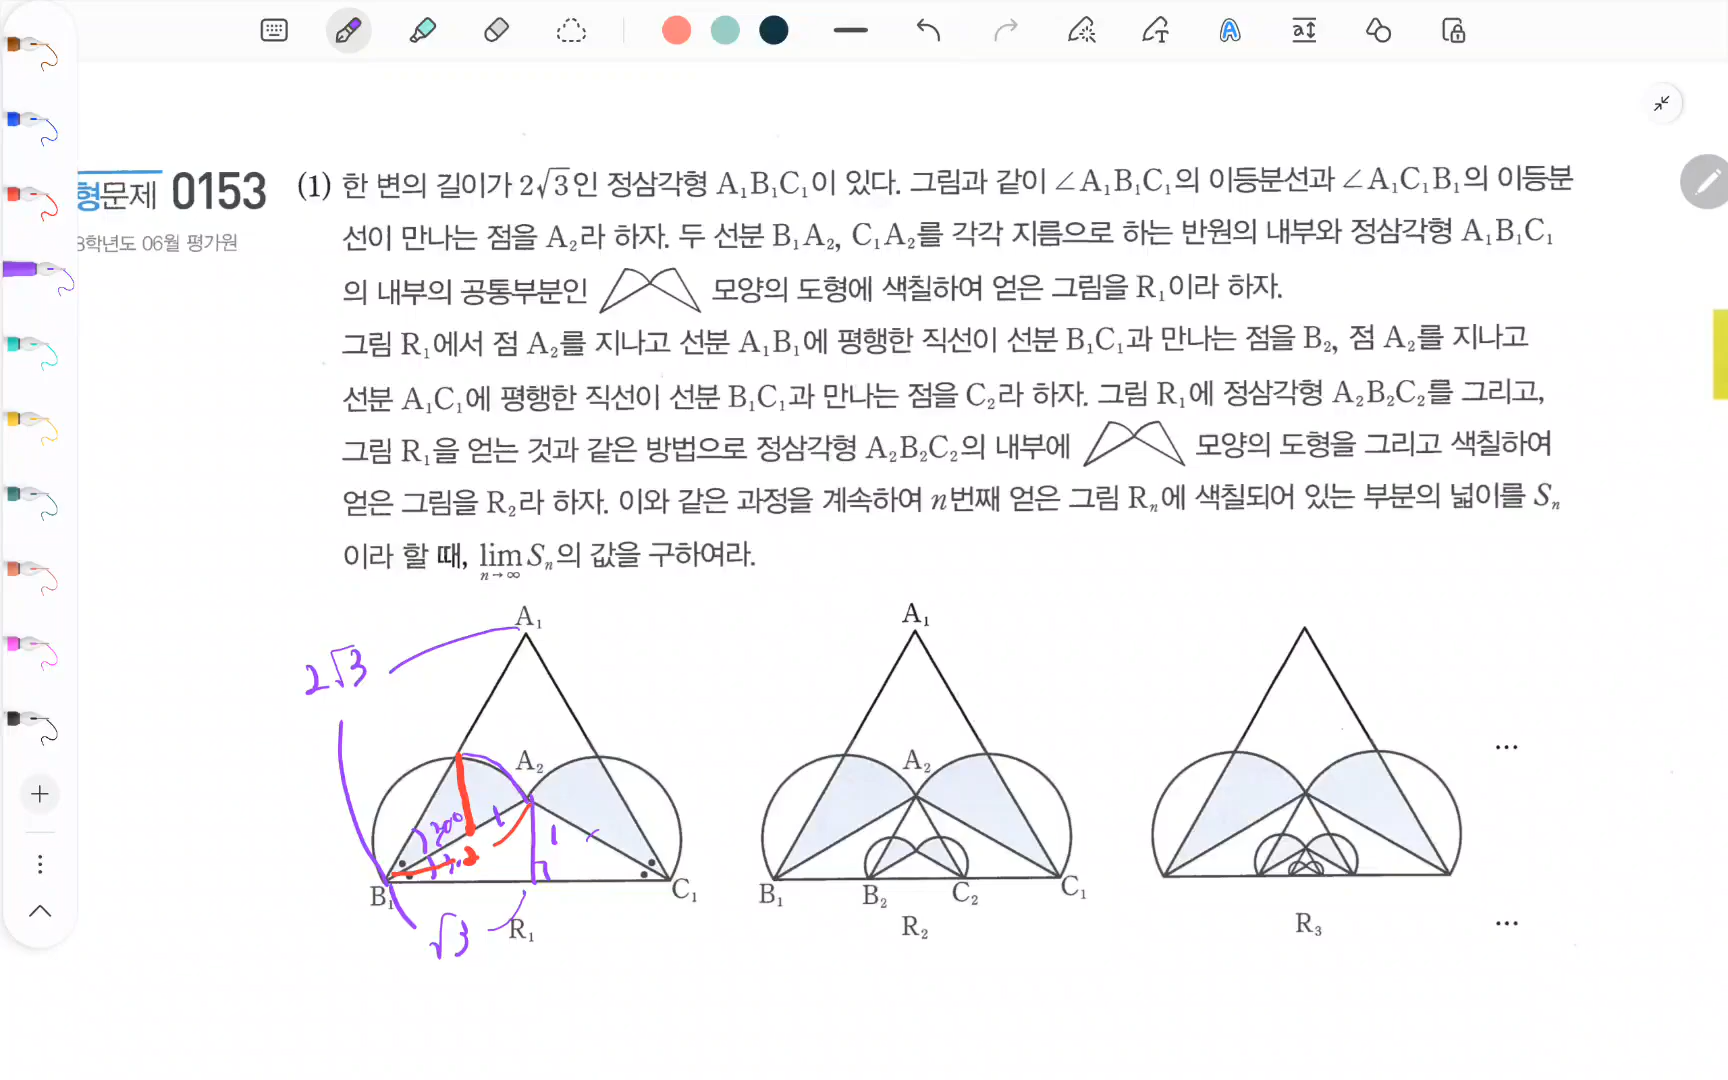 형문제 0153
8학년도 06월 평가원
(1) 한 변의 길이가 2√3인 정삼각형 A₁B₁C₁이 있다. 그림과 같이 ∠A₁B₁C₁의 이등분선과 ∠A₁C₁B₁의 이등분
선이 만나는 점을 A₂라 하자. 두 선분 B₁A₂, C₁A₂를 각각 지름으로 하는 반원의 내부와 정삼각형 A₁B₁C₁
의 내부의 공통부분인 모양의 도형에 색칠하여 얻은 그림을 R₁이라 하자.
그림 R₁에서 점 A₂를 지나고 선분 A₁B₁에 평행한 직선이 선분 B₁C₁과 만나는 점을 B₂, 점 A₂를 지나고
선분 A₁C₁에 평행한 직선이 선분 B₁C₁과 만나는 점을 C₂라 하자. 그림 R₁에 정삼각형 A₂B₂C₂를 그리고,
그림 R₁을 얻는 것과 같은 방법으로 정삼각형 A₂B₂C₂의 내부에 모양의 도형을 그리고 색칠하여
얻은 그림을 R₂라 하자. 이와 같은 과정을 계속하여 n번째 얻은 그림 Rₙ에 색칠되어 있는 부분의 넓이를 Sₙ
이라 할 때, lim Sₙ의 값을 구하여라.
n→∞
A₁
2√3
A₂
30°
1
1
2
B₁
C₁
√3
R₁
A₁
A₂
B₁
B₂
C₂
C₁
R₂
R₃
…
…